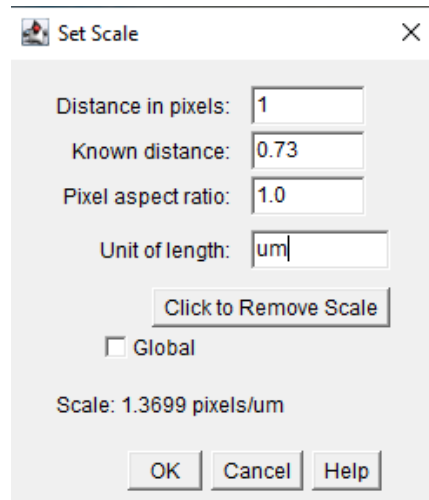 Set Scale
Distance in pixels: 1
Known distance: 0.73
Pixel aspect ratio: 1.0
Unit of length: um
Click to Remove Scale
Global
Scale: 1.3699 pixels/um
OK Cancel Help